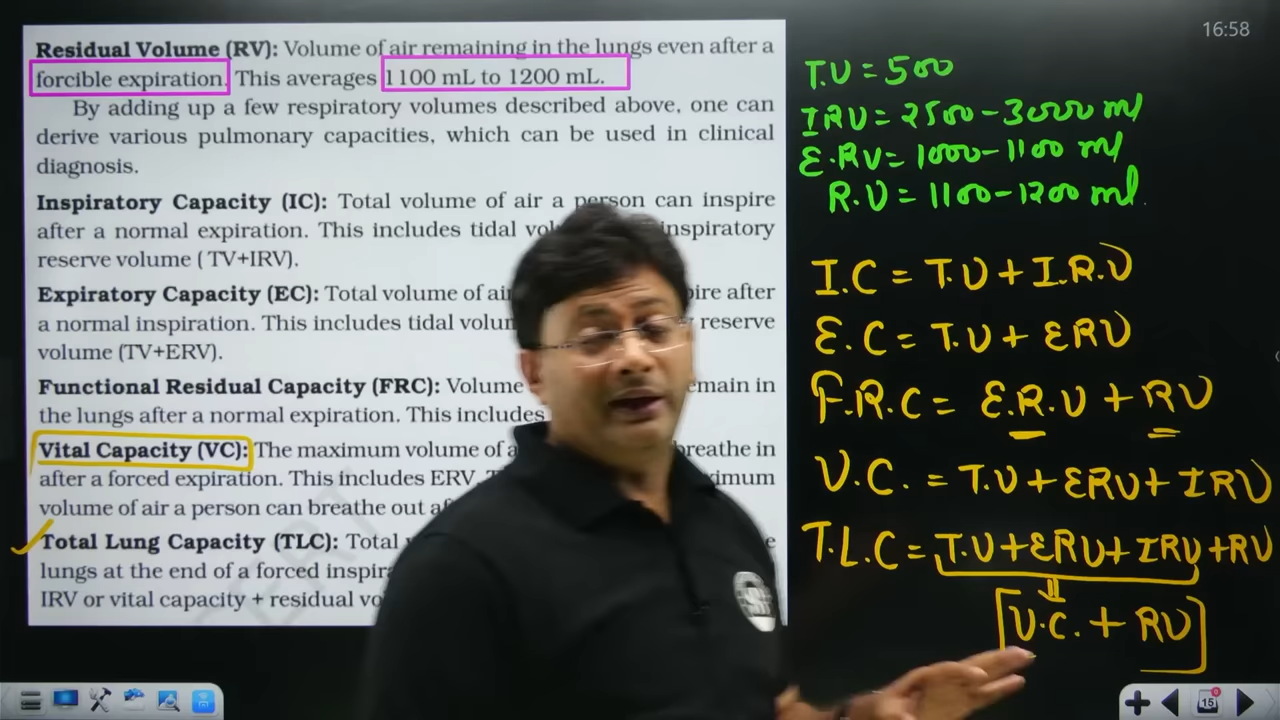 16:58
Residual Volume (RV): Volume of air remaining in the lungs even after a
forcible expiration. This averages 1100 mL to 1200 mL.
By adding up a few respiratory volumes described above, one can
derive various pulmonary capacities, which can be used in clinical
diagnosis.
Inspiratory Capacity (IC): Total volume of air a person can inspire
after a normal expiration. This includes tidal inspiratory
reserve volume ( TV+IRV).
Expiratory Capacity (EC): Total volume of air after
a normal inspiration. This includes tidal reserve
volume (TV+ERV).
Functional Residual Capacity (FRC): Volume remain in
the lungs after a normal expiration. This includes
Vital Capacity (VC): The maximum volume of breathe in
after a forced expiration. This includes ERV,
volume of air a person can breathe out
Total Lung Capacity (TLC): Total
lungs at the end of a forced
IRV or vital capacity + residual
T.V = 500
IRV = 2500-3000 ml
E.RV = 1000-1100 ml
R.V = 1100-1200 ml
I.C = T.V + I.R.V
E.C = T.V + ERV
F.R.C = E.R.V + RV
V.C. = T.V + ERV + IRV
T.L.C = T.V + ERV + IRV + RV
[V.C. + RV]
15